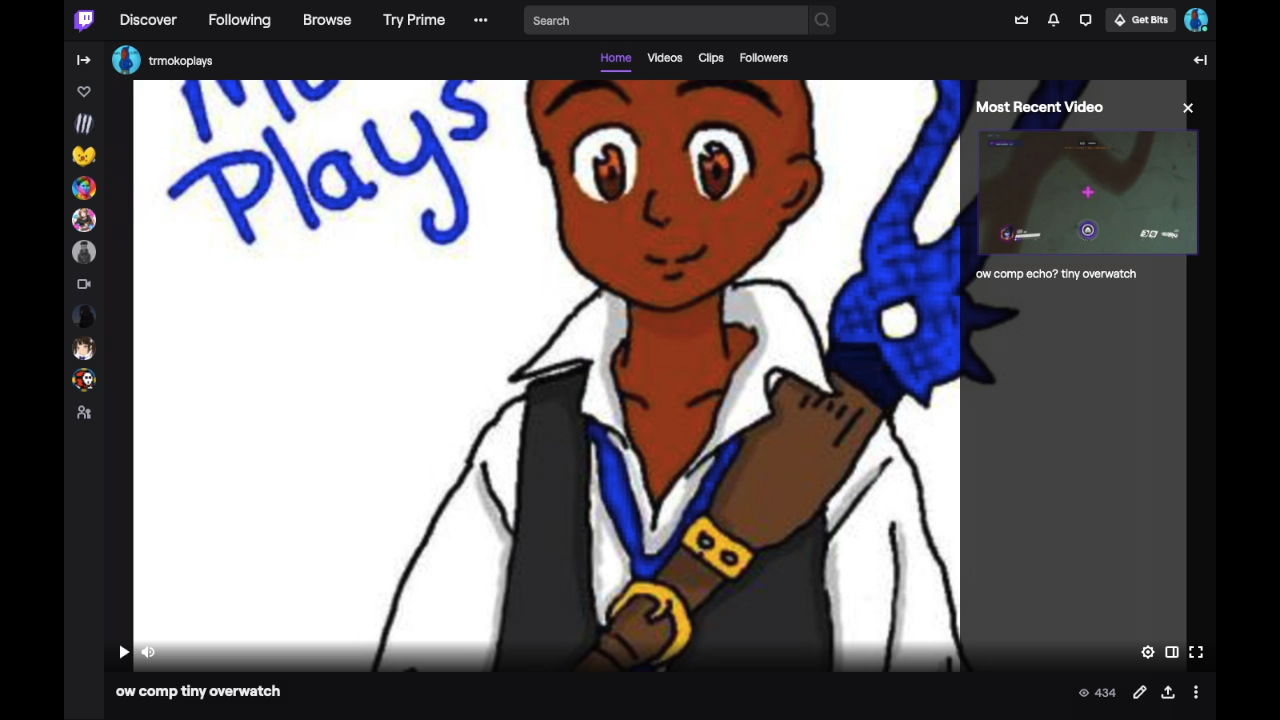 Discover Following Browse Try Prime Search Get Bits
trmokoplays Home Videos Clips Followers
Plays
Most Recent Video
ow comp echo? tiny overwatch
ow comp tiny overwatch
434